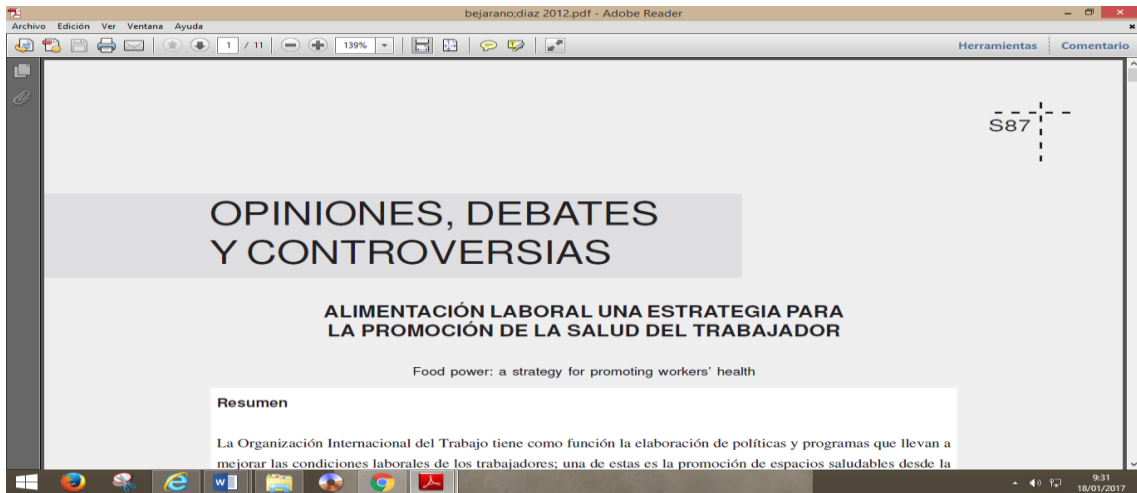 bejarano;diaz 2012.pdf - Adobe Reader
Archivo Edición Ver Ventana Ayuda
1 / 11 139% Herramientas Comentario
S87
OPINIONES, DEBATES
Y CONTROVERSIAS
ALIMENTACIÓN LABORAL UNA ESTRATEGIA PARA
LA PROMOCIÓN DE LA SALUD DEL TRABAJADOR
Food power: a strategy for promoting workers' health
Resumen
La Organización Internacional del Trabajo tiene como función la elaboración de políticas y programas que llevan a
mejorar las condiciones laborales de los trabajadores; una de estas es la promoción de espacios saludables desde la
9:31
18/01/2017